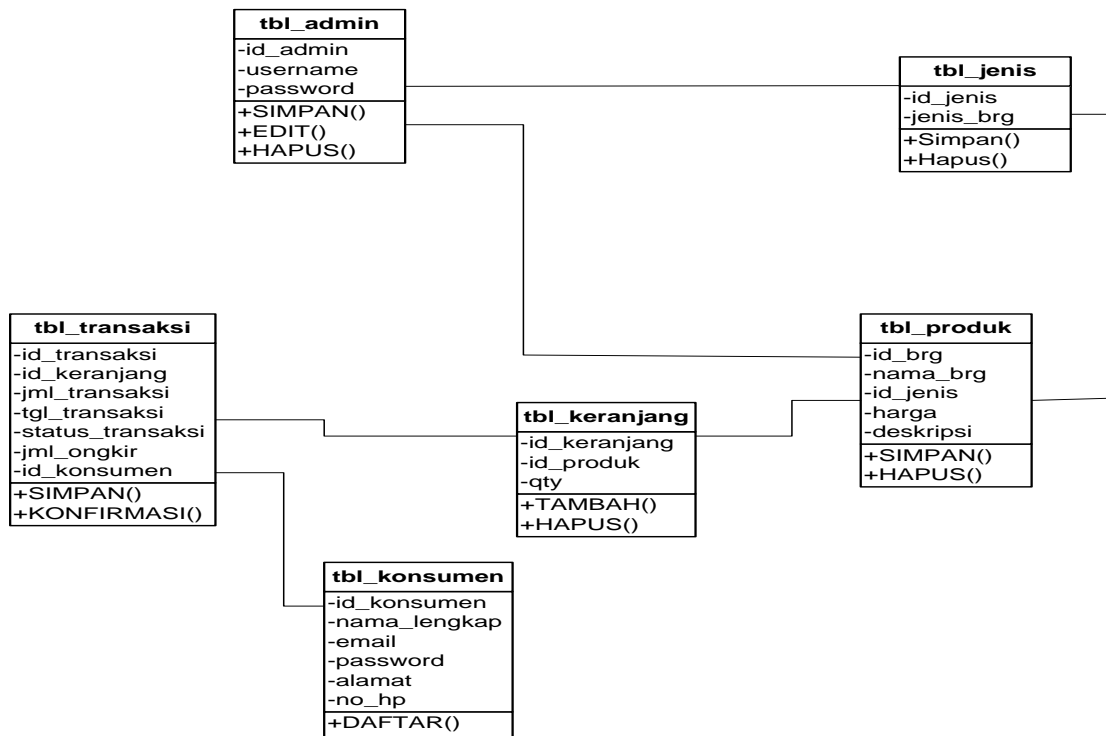 tbl_admin
-id_admin
-username
-password
+SIMPAN()
+EDIT()
+HAPUS()
tbl_jenis
-id_jenis
-jenis_brg
+Simpan()
+Hapus()
tbl_transaksi
-id_transaksi
-id_keranjang
-jml_transaksi
-tgl_transaksi
-status_transaksi
-jml_ongkir
-id_konsumen
+SIMPAN()
+KONFIRMASI()
tbl_keranjang
-id_keranjang
-id_produk
-qty
+TAMBAH()
+HAPUS()
tbl_produk
-id_brg
-nama_brg
-id_jenis
-harga
-deskripsi
+SIMPAN()
+HAPUS()
tbl_konsumen
-id_konsumen
-nama_lengkap
-email
-password
-alamat
-no_hp
+DAFTAR()